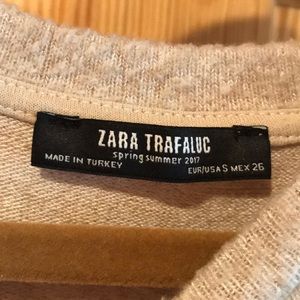 ZARA TRAFALUC
spring summer 2017
MADE IN TURKEY
EUR/USA S MEX 26